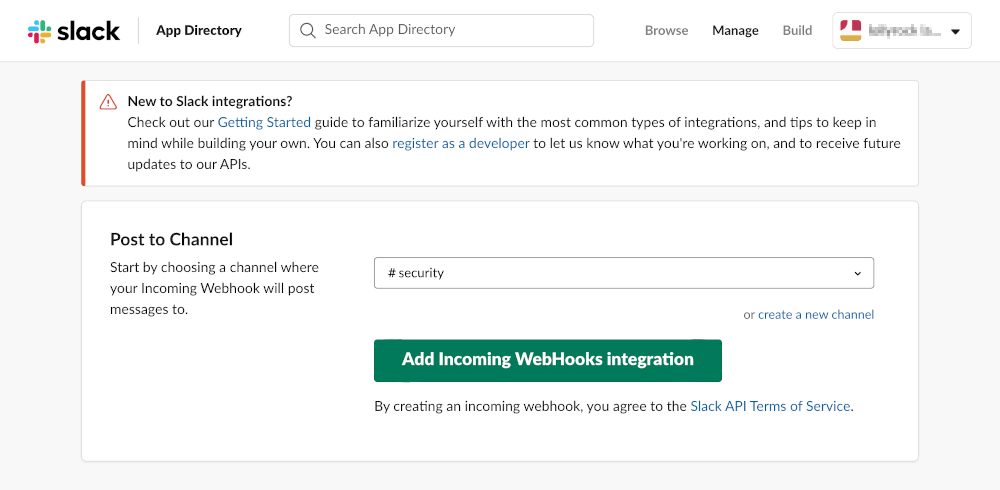 slack App Directory Search App Directory Browse Manage Build
New to Slack integrations?
Check out our Getting Started guide to familiarize yourself with the most common types of integrations, and tips to keep in
mind while building your own. You can also register as a developer to let us know what you're working on, and to receive future
updates to our APIs.
Post to Channel
Start by choosing a channel where
your Incoming Webhook will post
messages to.
# security
or create a new channel
Add Incoming WebHooks integration
By creating an incoming webhook, you agree to the Slack API Terms of Service.